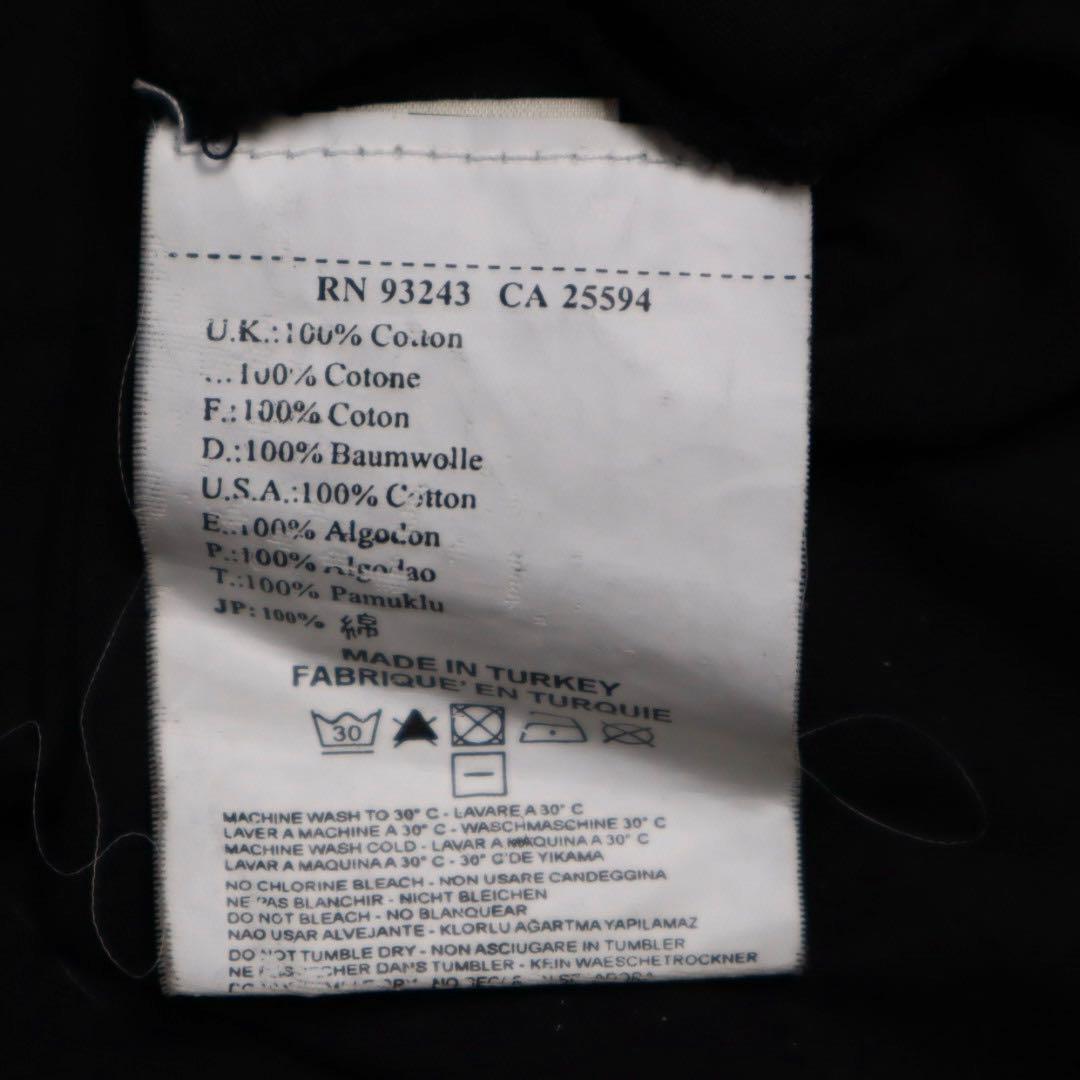 RN 93243 CA 25594
U.K.:100% Cotton
100% Cotone
F.:100% Coton
D.:100% Baumwolle
U.S.A.:100% Cotton
E.:100% Algodon
P.:100% Algodao
T.:100% Pamuklu
JP:100% 綿
MADE IN TURKEY
FABRIQUE' EN TURQUIE
30
MACHINE WASH TO 30° C - LAVARE A 30° C
LAVER A MACHINE A 30° C - WASCHMASCHINE 30° C
MACHINE WASH COLD - LAVAR A MAQUINA A 30° C
LAVAR A MAQUINA A 30° C - 30° C'DE YIKAMA
NO CHLORINE BLEACH - NON USARE CANDEGGINA
NE PAS BLANCHIR - NICHT BLEICHEN
DO NOT BLEACH - NO BLANQUEAR
NAO USAR ALVEJANTE - KLORLU AĞARTMA YAPILAMAZ
DO NOT TUMBLE DRY - NON ASCIUGARE IN TUMBLER
NE DANS TUMBLER - KEIN WAESCHETROCKNER